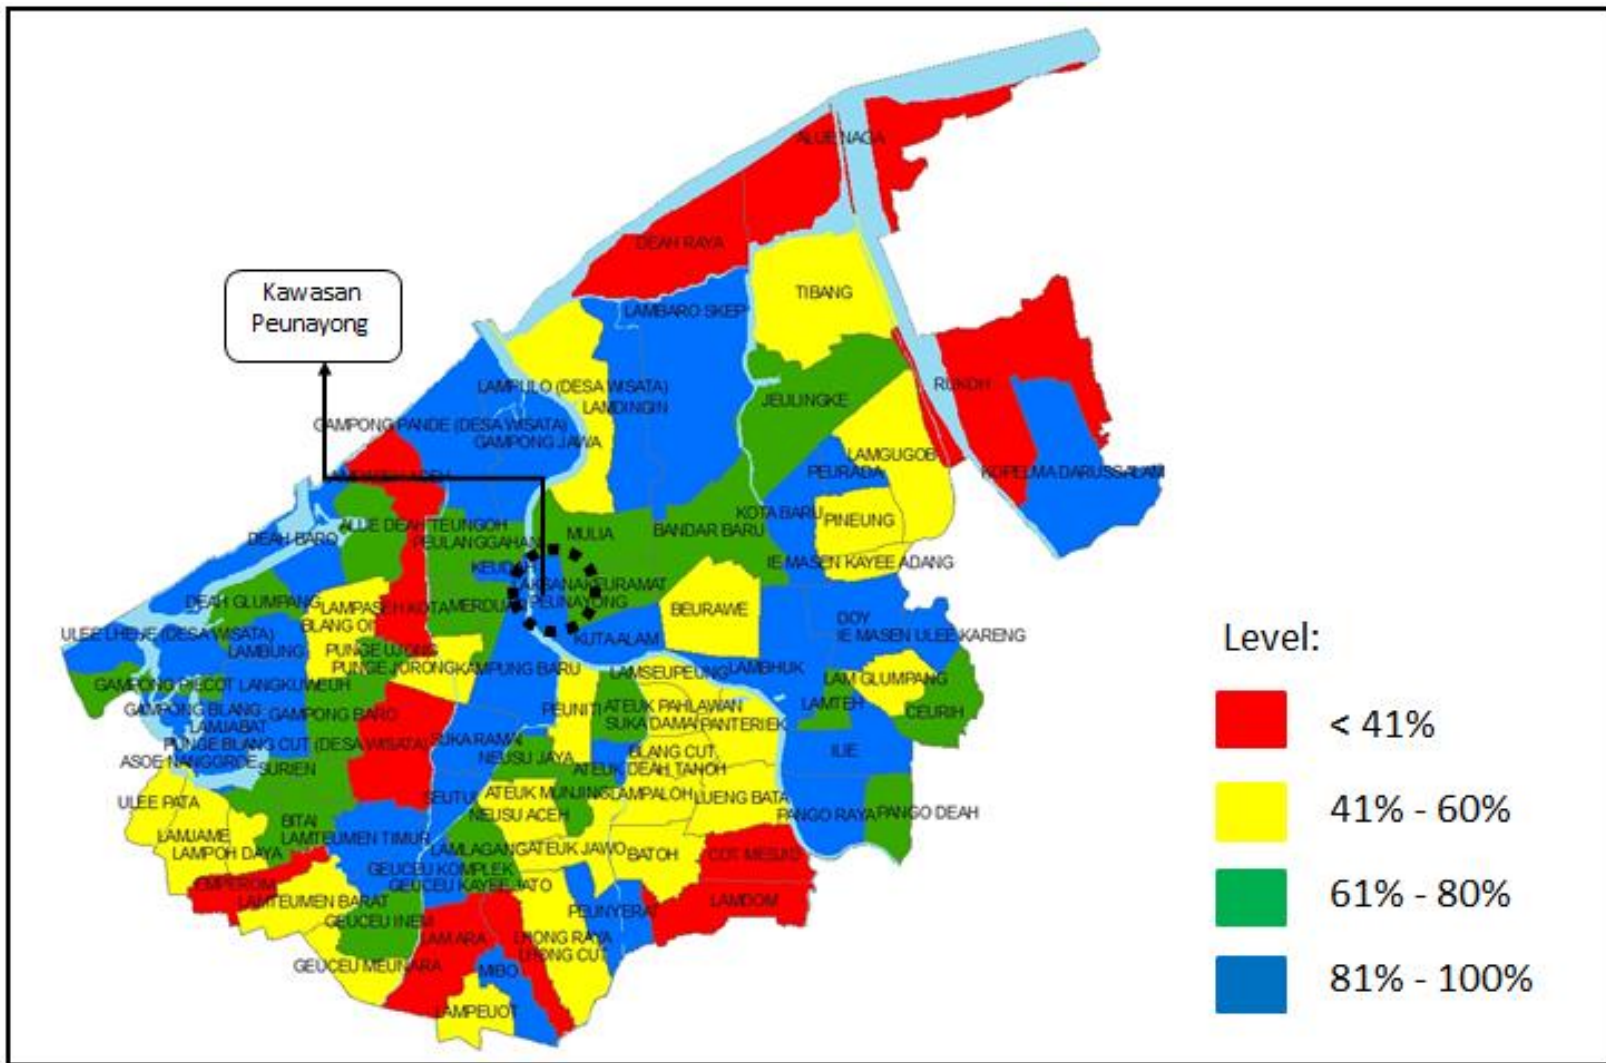 ALUE NAGA
DEAH RAYA
Kawasan
Peunayong
TIBANG
LAMBARO SKEP
LAMPULO (DESA WISATA)
RUKOH
JEULINGKE
LAMDINGIN
GAMPONG PANDE (DESA WISATA)
GAMPONG JAWA
LAMGUGOB
PEURADA
KOPELMA DARUSSALAM
KOTA BARU
PINEUNG
ALUE DEAH TEUNGOH
MULIA
BANDAR BARU
DEAH BARO
PEULANGGAHAN
KEUDAH
IE MASEN KAYEE ADANG
KEURAMAT
DEAH GLUMPANG
LAMPASEH KOTA
PEUNAYONG
BEURAWE
BLANG OI
DOY
ULEE LHEUE (DESA WISATA)
KUTA ALAM
IE MASEN ULEE KARENG
LAMBUNG
PUNGE UJONG
PUNGE JURONG
KAMPUNG BARU
LAMSEUPEUNG
LAMBHUK
LAM GLUMPANG
GAMPONG BLANG
GAMPONG BARO
PEUNITI
ATEUK PAHLAWAN
LAMTEH
CEURIH
LAMJABAT
SUKA DAMAI
PANTERIEK
PUNGE BLANG CUT (DESA WISATA)
SUKA RAMAI
BLANG CUT
ILIE
ASOE NANGGROE
SURIEN
NEUSU JAYA
ATEUK DEAH TANOH
ULEE PATA
SEUTUI
ATEUK MUNJING
LAMPALOH
LUENG BATA
BITAI
NEUSU ACEH
PANGO RAYA
PANGO DEAH
LAMJAME
LAMTEUMEN TIMUR
LAMPOH DAYA
LAMLAGANG
ATEUK JAWO
BATOH
COT MESJID
GEUCEU KOMPLEK
EMPEROM
GEUCEU KAYEE JATO
LAMTEUMEN BARAT
LAMDOM
GEUCEU INEM
PEUNYERAT
LAM ARA
LHONG RAYA
LHONG CUT
GEUCEU MEUNARA
MIBO
LAMPEUOT
Level:
< 41%
41% - 60%
61% - 80%
81% - 100%